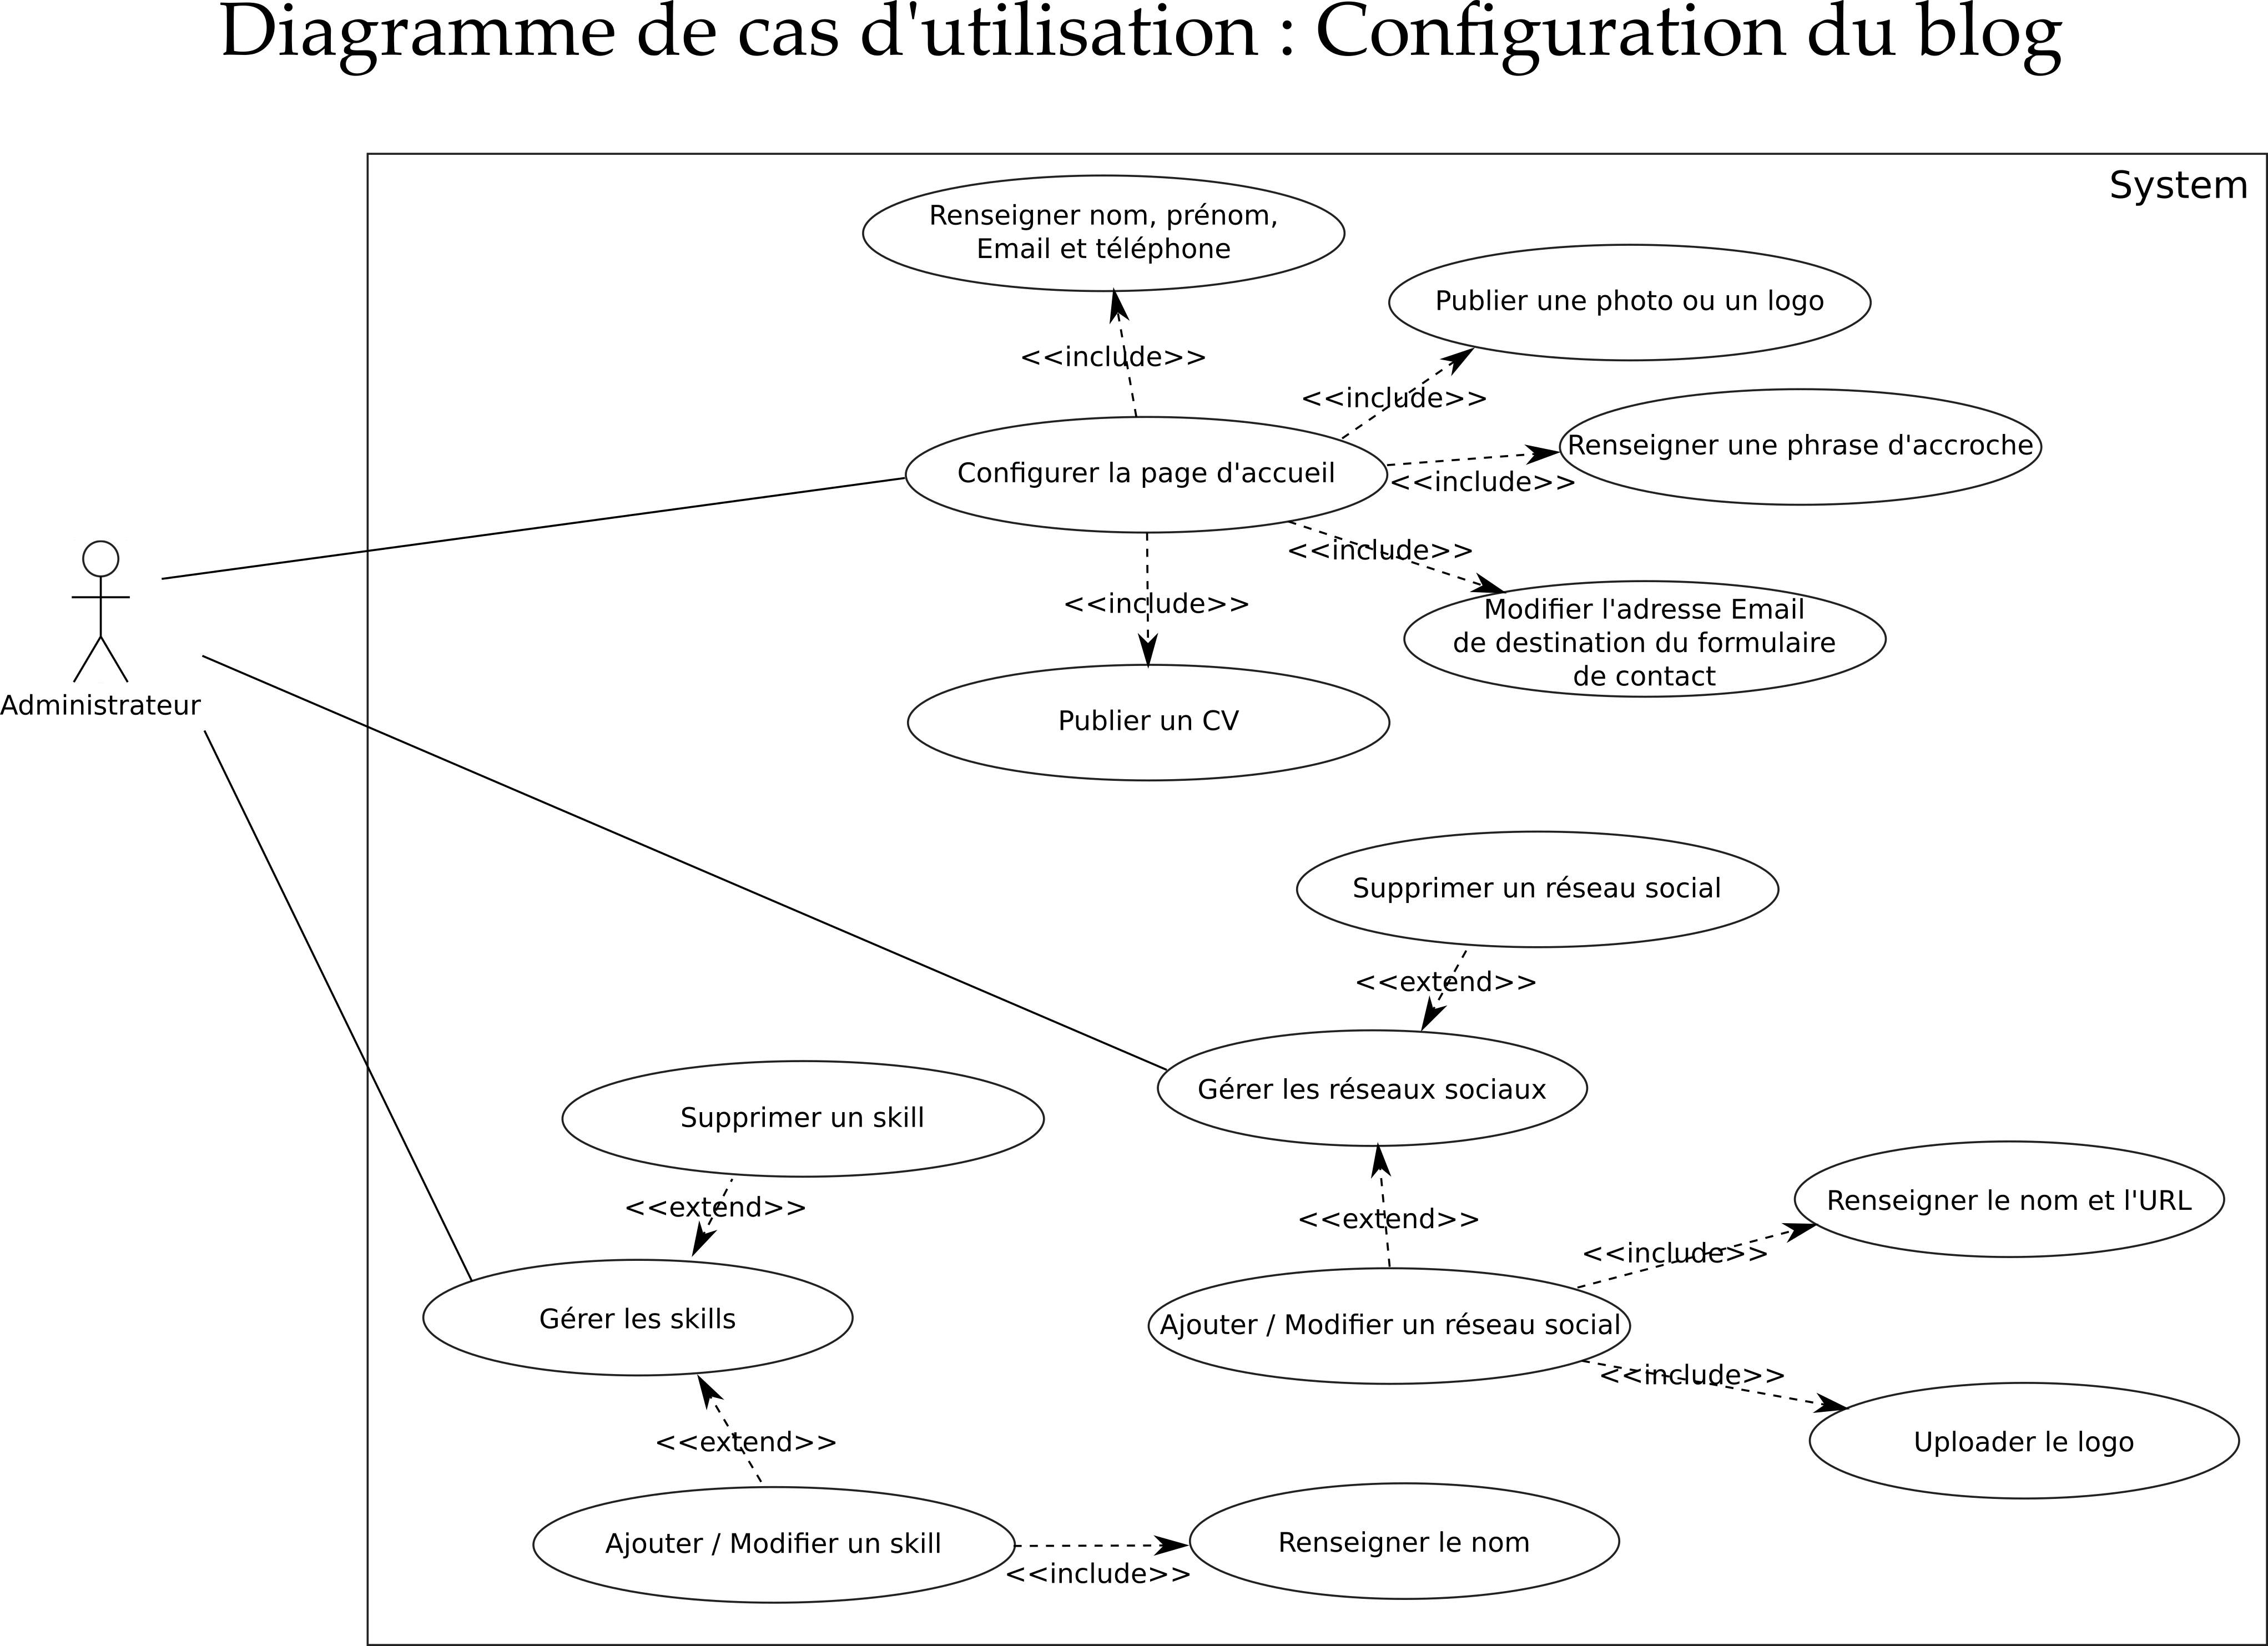 Diagramme de cas d'utilisation : Configuration du blog
System
Renseigner nom, prénom,
Email et téléphone
Publier une photo ou un logo
<<include>>
<<include>>
Renseigner une phrase d'accroche
Configurer la page d'accueil
<<include>>
<<include>>
<<include>>
Modifier l'adresse Email
de destination du formulaire
de contact
Administrateur
Publier un CV
Supprimer un réseau social
<<extend>>
Gérer les réseaux sociaux
Supprimer un skill
Renseigner le nom et l'URL
<<extend>>
<<extend>>
<<include>>
Gérer les skills
Ajouter / Modifier un réseau social
<<include>>
<<extend>>
Uploader le logo
Ajouter / Modifier un skill
Renseigner le nom
<<include>>